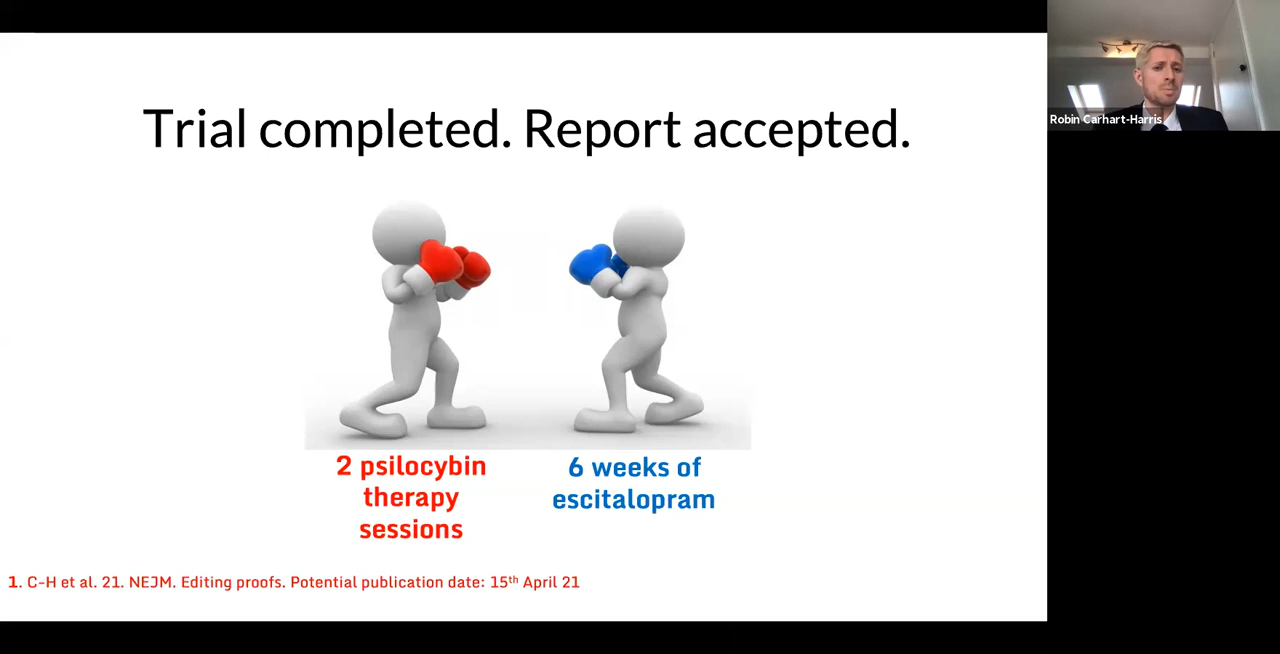 Trial completed. Report accepted.
Robin Carhart-Harris
2 psilocybin
therapy
sessions
6 weeks of
escitalopram
1. C-H et al. 21. NEJM. Editing proofs. Potential publication date: 15th April 21